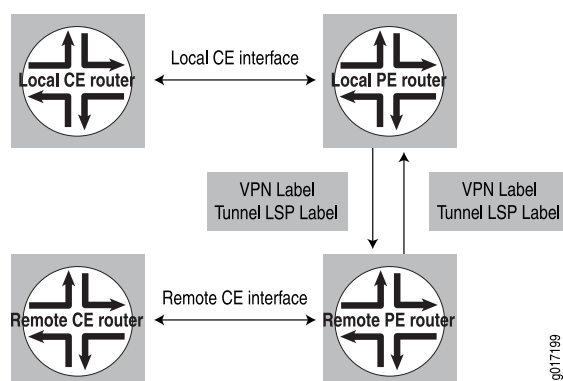 Local CE router
Local CE interface
Local PE router
VPN Label
Tunnel LSP Label
VPN Label
Tunnel LSP Label
Remote CE router
Remote CE interface
Remote PE router
g017199